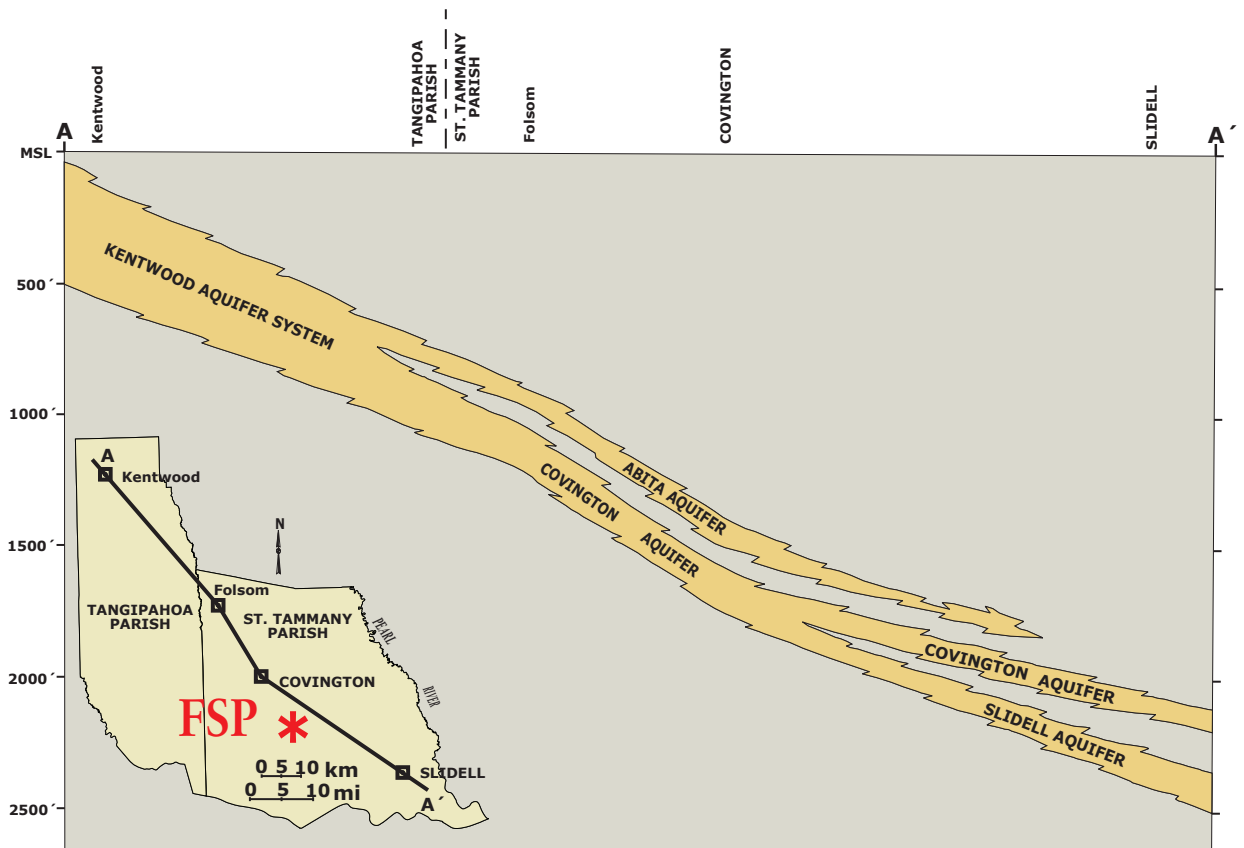 Kentwood
TANGIPAHOA
PARISH
ST. TAMMANY
PARISH
Folsom
COVINGTON
SLIDELL
A
A´
MSL
500´
1000´
1500´
2000´
2500´
KENTWOOD AQUIFER SYSTEM
ABITA AQUIFER
COVINGTON AQUIFER
COVINGTON AQUIFER
SLIDELL AQUIFER
A
Kentwood
N
Folsom
TANGIPAHOA
PARISH
ST. TAMMANY
PARISH
PEARL
RIVER
COVINGTON
FSP *
SLIDELL
0 5 10 km
0 5 10 mi
A´